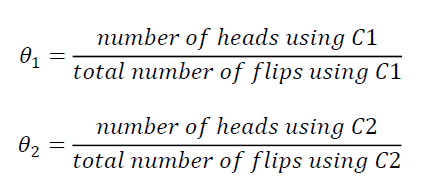 θ₁ = number of heads using C1 / total number of flips using C1
θ₂ = number of heads using C2 / total number of flips using C2